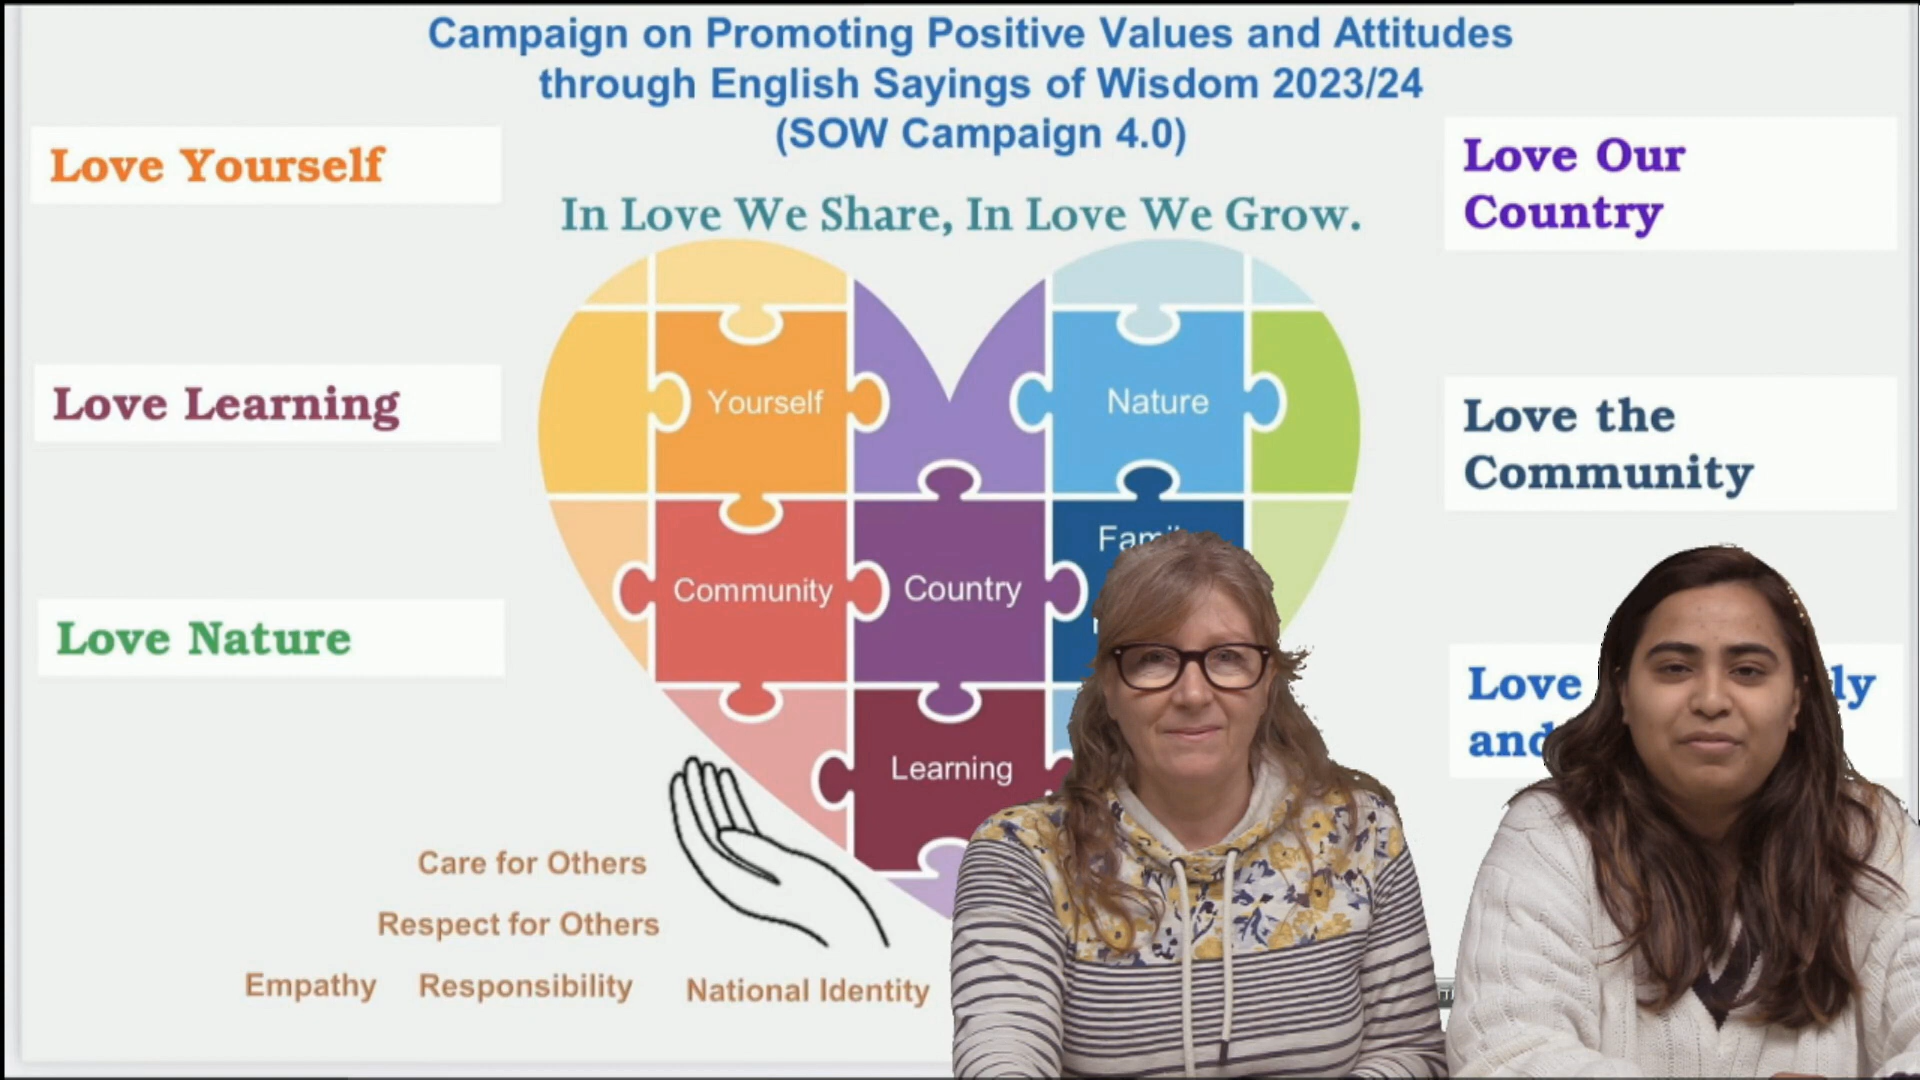 Campaign on Promoting Positive Values and Attitudes
through English Sayings of Wisdom 2023/24
(SOW Campaign 4.0)
In Love We Share, In Love We Grow.
Love Yourself
Love Learning
Love Nature
Love Our
Country
Love the
Community
Love
and
Yourself
Nature
Community
Country
Learning
Care for Others
Respect for Others
Empathy
Responsibility
National Identity